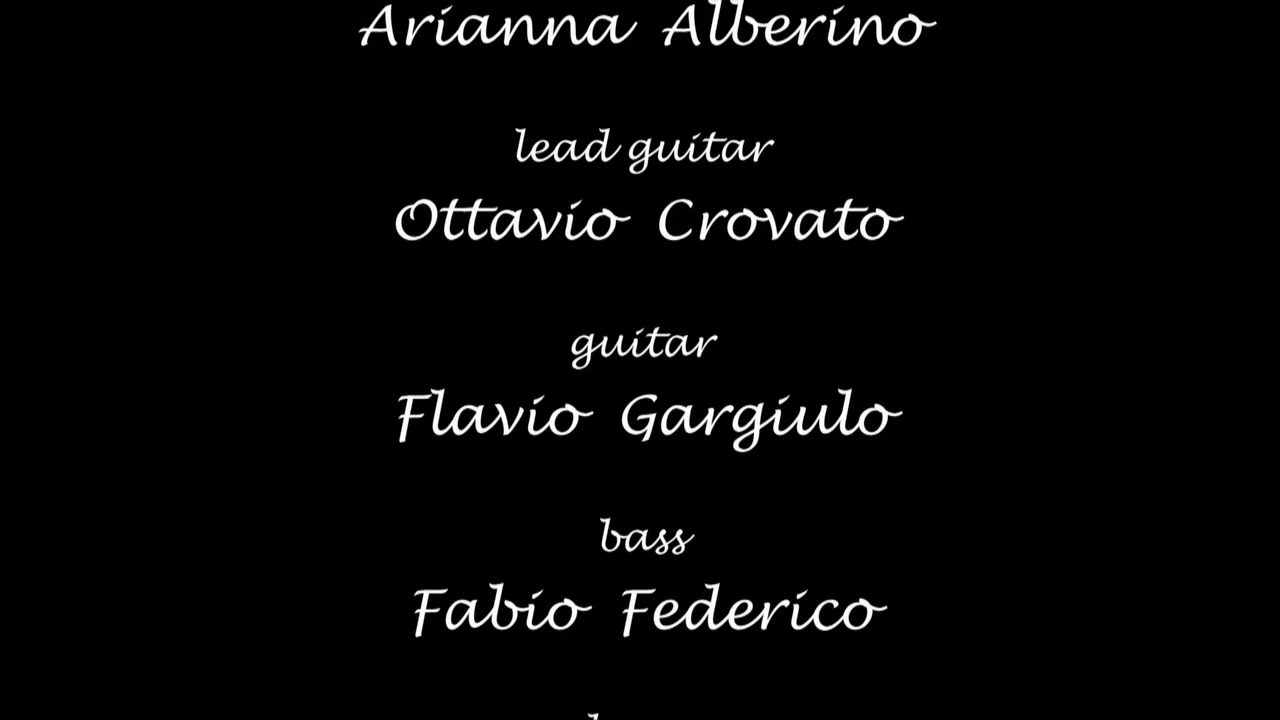 Arianna Alberino
lead guitar
Ottavio Crovato
guitar
Flavio Gargiulo
bass
Fabio Federico